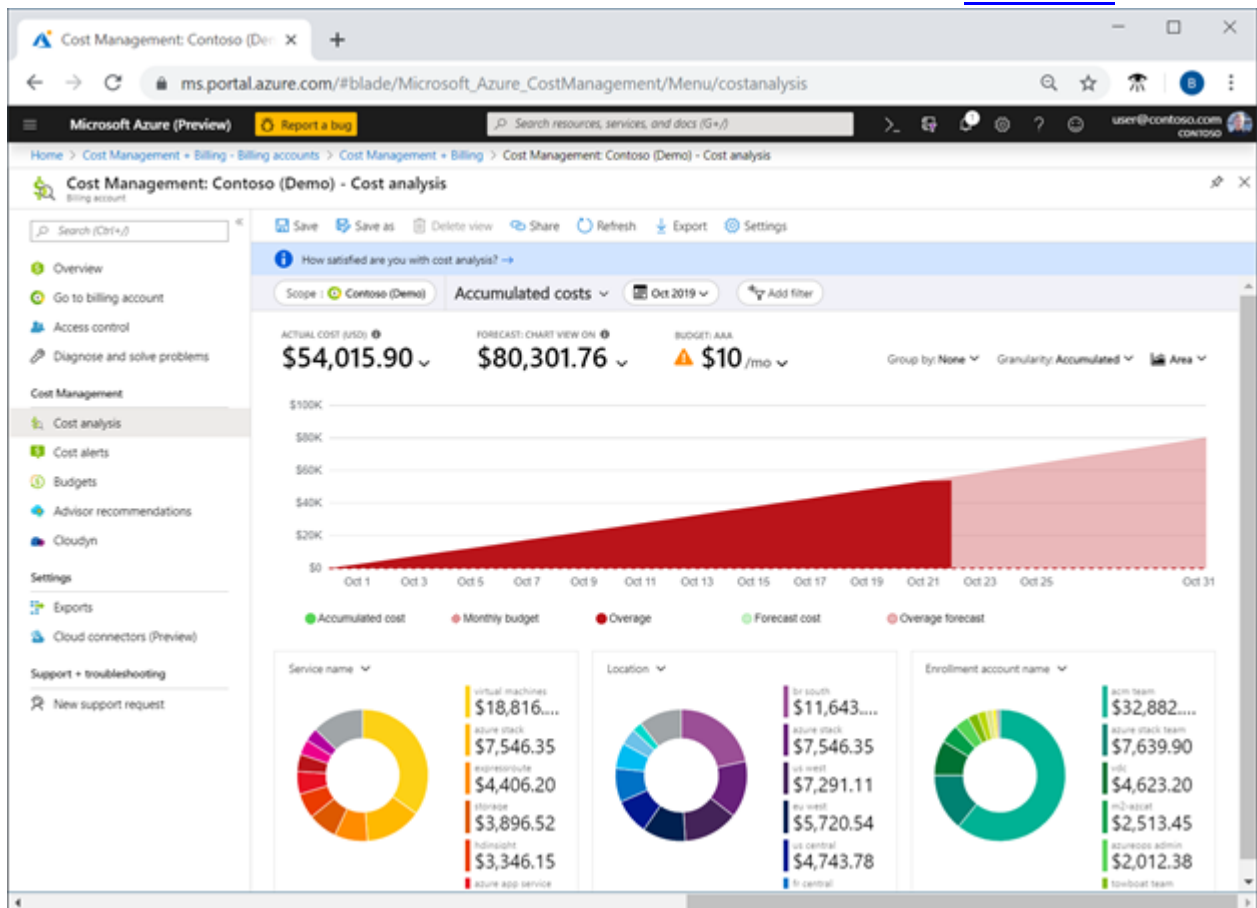 Cost Management: Contoso (Den
ms.portal.azure.com/#blade/Microsoft_Azure_CostManagement/Menu/costanalysis
B
Microsoft Azure (Preview)
Report a bug
Search resources, services, and docs (G+/)
1
user@contoso.com
CONTOSO
Home > Cost Management + Billing - Billing accounts > Cost Management + Billing > Cost Management: Contoso (Demo) - Cost analysis
Cost Management: Contoso (Demo) - Cost analysis
Billing account
Search (Ctrl+/)
Overview
Go to billing account
Access control
Diagnose and solve problems
Cost Management
Cost analysis
Cost alerts
Budgets
Advisor recommendations
Cloudyn
Settings
Exports
Cloud connectors (Preview)
Support + troubleshooting
New support request
Save Save as Delete view Share Refresh Export Settings
How satisfied are you with cost analysis? →
Scope : Contoso (Demo) Accumulated costs Oct 2019 Add filter
ACTUAL COST (USD) FORECAST: CHART VIEW ON BUDGET: AAA
$54,015.90 $80,301.76 $10 /mo
Group by: None Granularity: Accumulated Area
$100K
$80K
$60K
$40K
$20K
$0
Oct 1 Oct 3 Oct 5 Oct 7 Oct 9 Oct 11 Oct 13 Oct 15 Oct 17 Oct 19 Oct 21 Oct 23 Oct 25 Oct 31
Accumulated cost Monthly budget Overage Forecast cost Overage forecast
Service name
virtual machines
$18,816....
azure stack
$7,546.35
expressroute
$4,406.20
storage
$3,896.52
hdinsight
$3,346.15
azure app service
Location
br south
$11,643....
azure stack
$7,546.35
us west
$7,291.11
eu west
$5,720.54
us central
$4,743.78
fr central
Enrollment account name
acm team
$32,882....
azure stack team
$7,639.90
vdc
$4,623.20
m2-azcat
$2,513.45
azureops admin
$2,012.38
towboat team